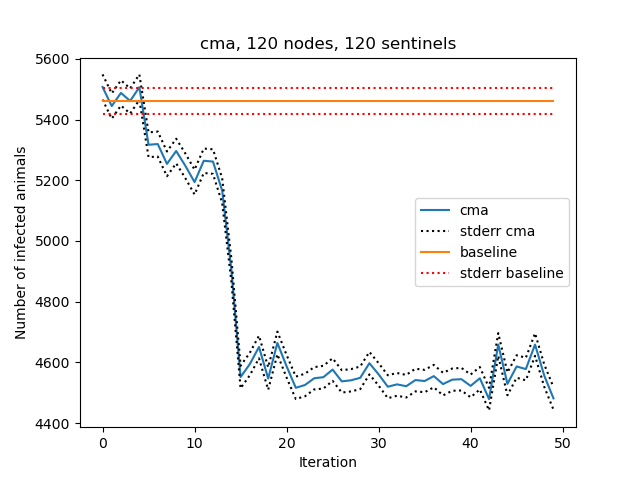 cma, 120 nodes, 120 sentinels
5600
5400
5200
5000
4800
4600
4400
Number of infected animals
cma
stderr cma
baseline
stderr baseline
0
10
20
30
40
50
Iteration